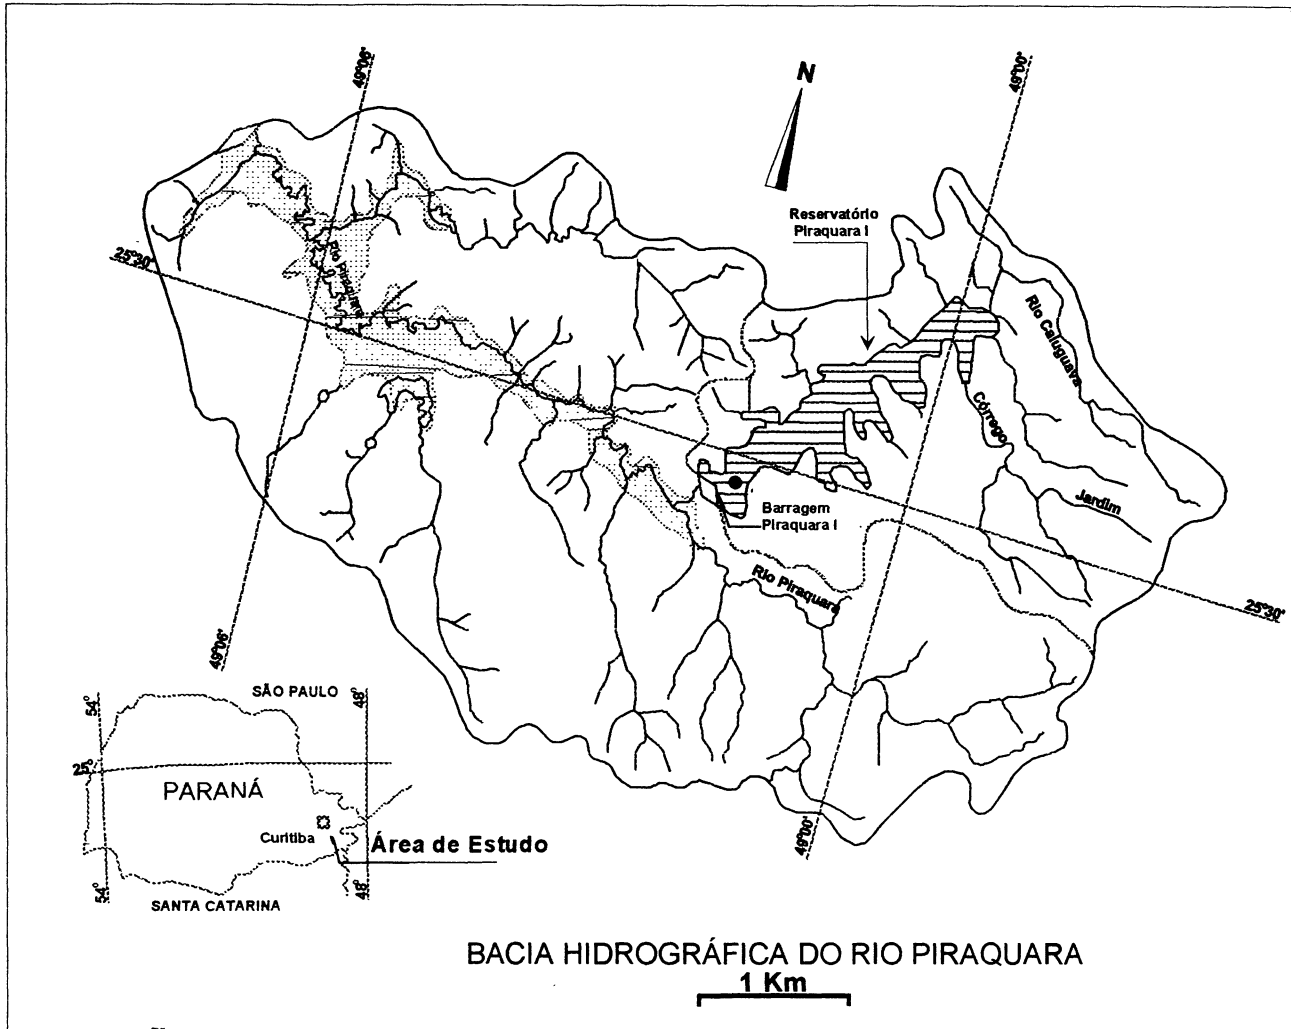 49°06'
49°00'
N
Reservatório
Piraquara I
25°30'
Rio Piraquara
Rio Caiuguava
Córrego
Jardim
Barragem
Piraquara I
Rio Piraquara
25°30'
49°06'
49°00'
SÃO PAULO
54°
48°
25°
PARANÁ
Curitiba
Área de Estudo
54°
48°
SANTA CATARINA
BACIA HIDROGRÁFICA DO RIO PIRAQUARA
1 Km